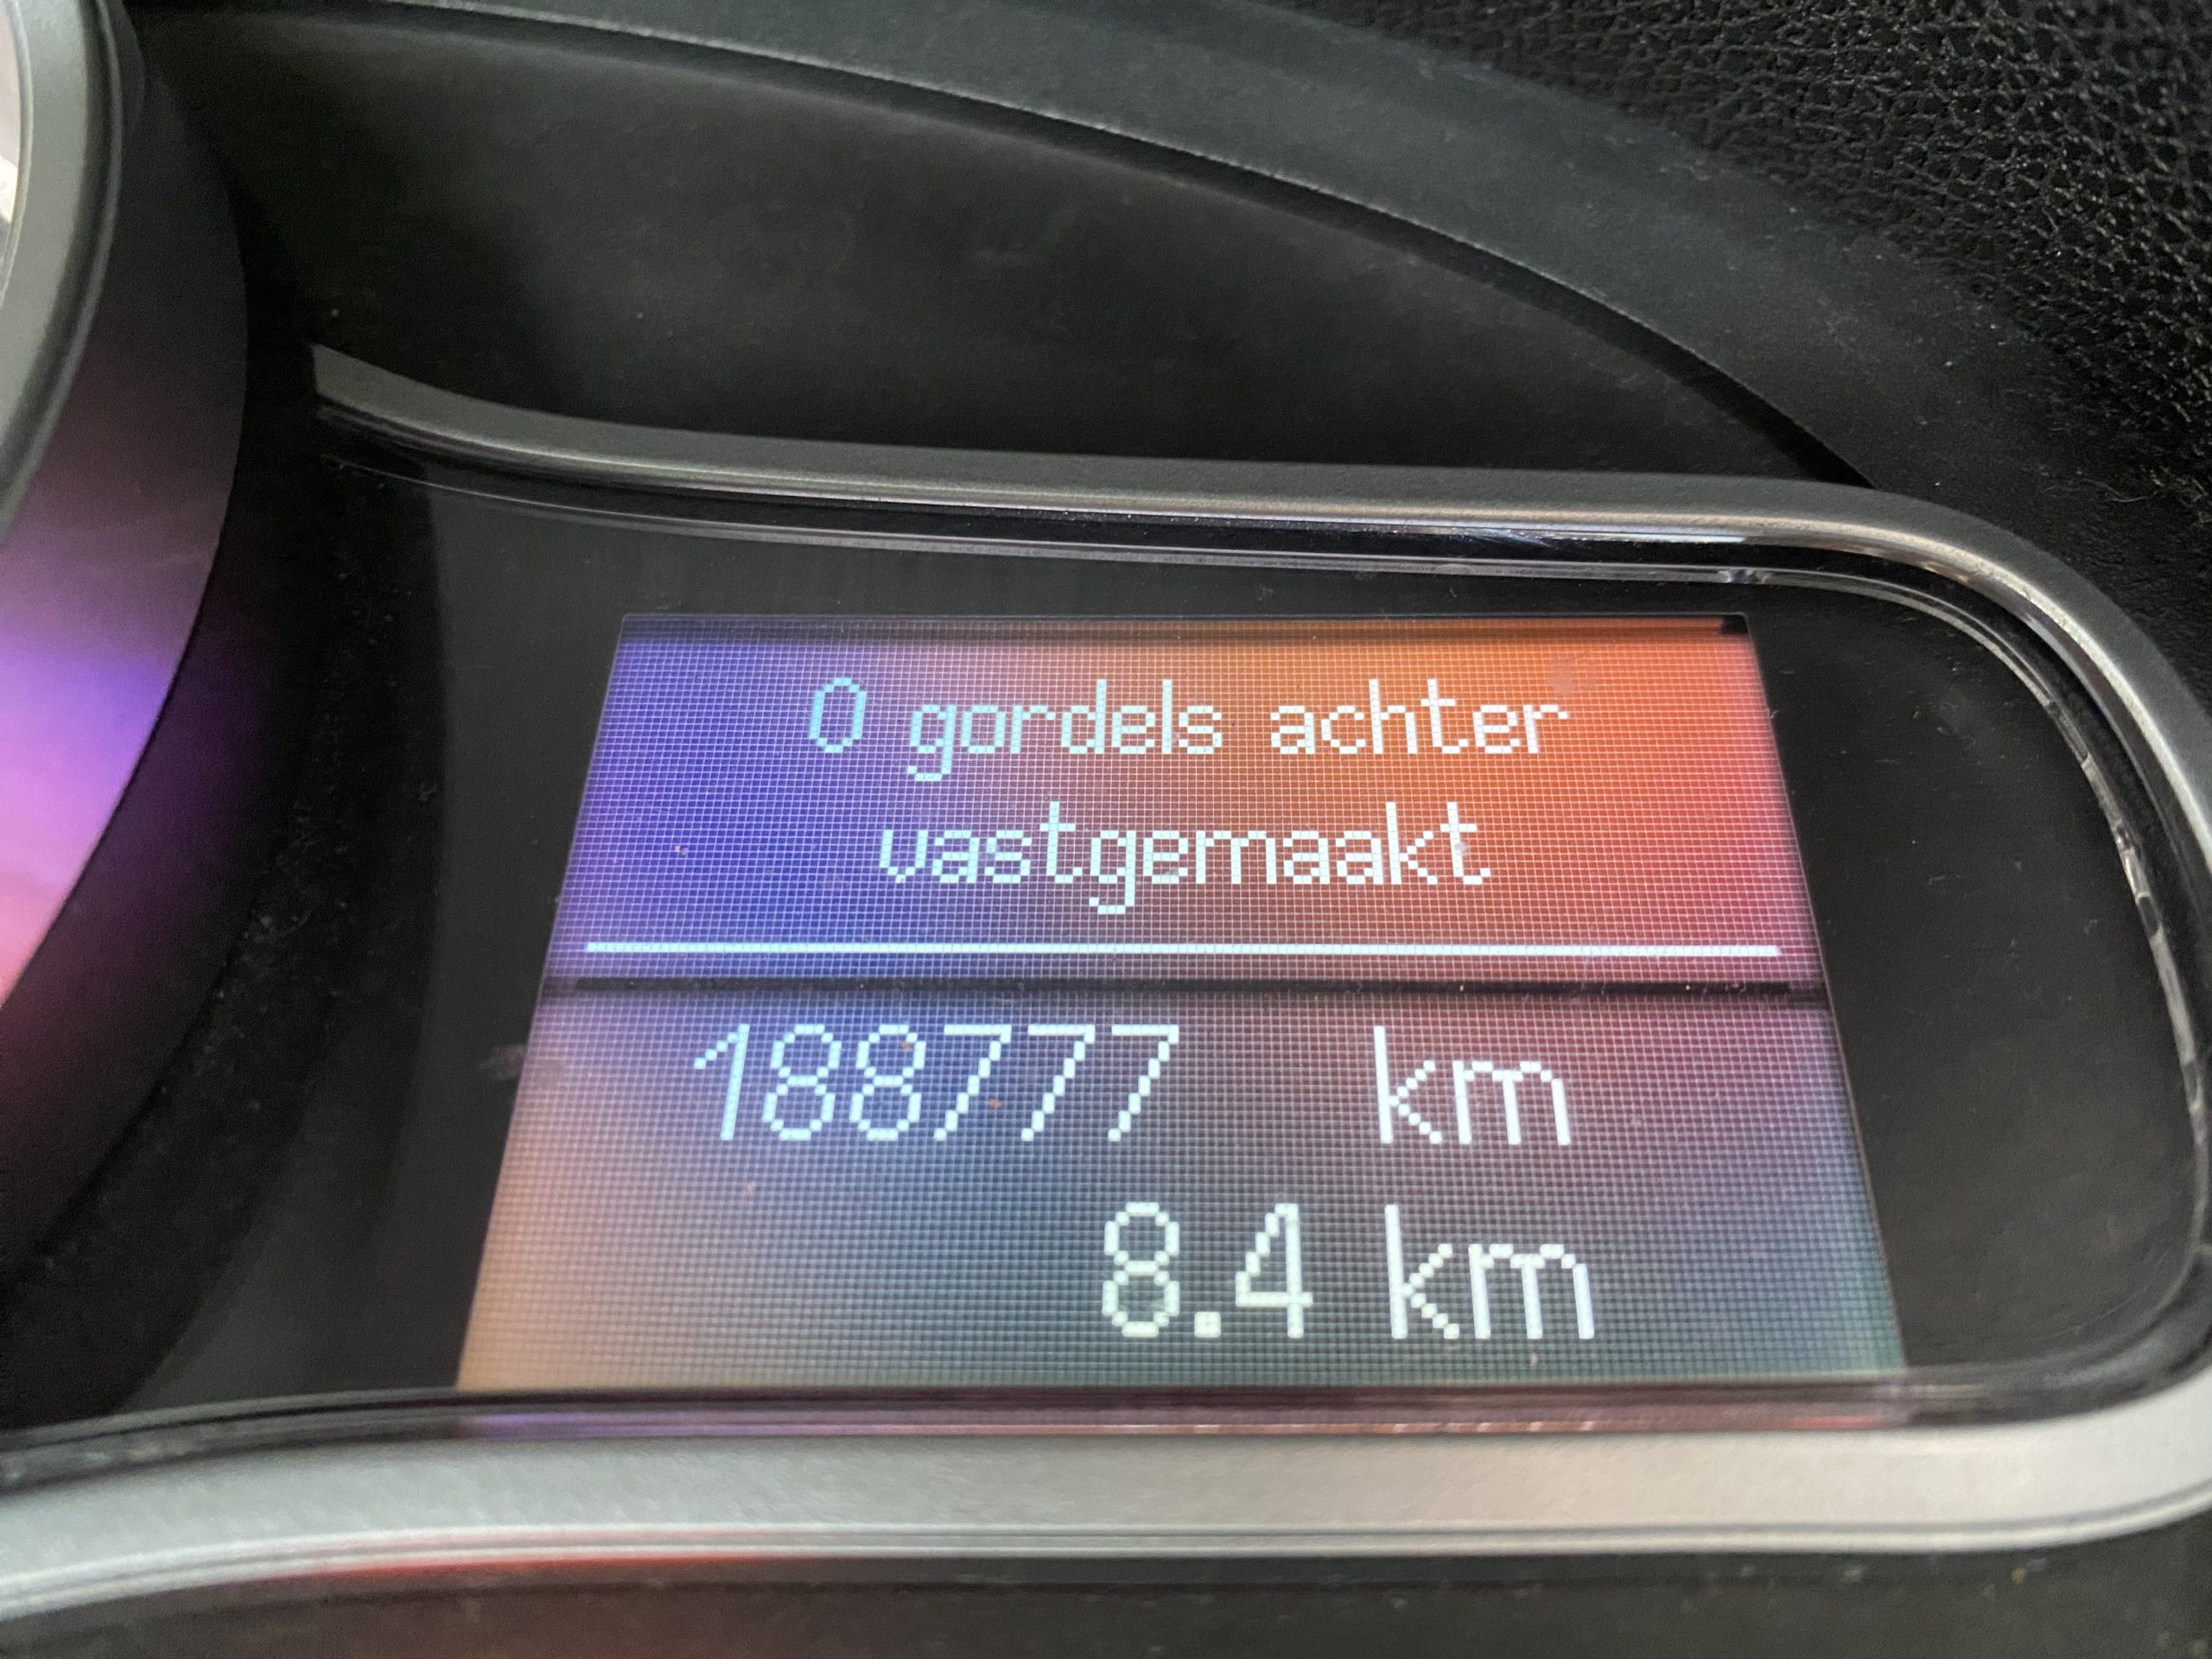 0 gordels achter
vastgemaakt
188777 km
8.4 km